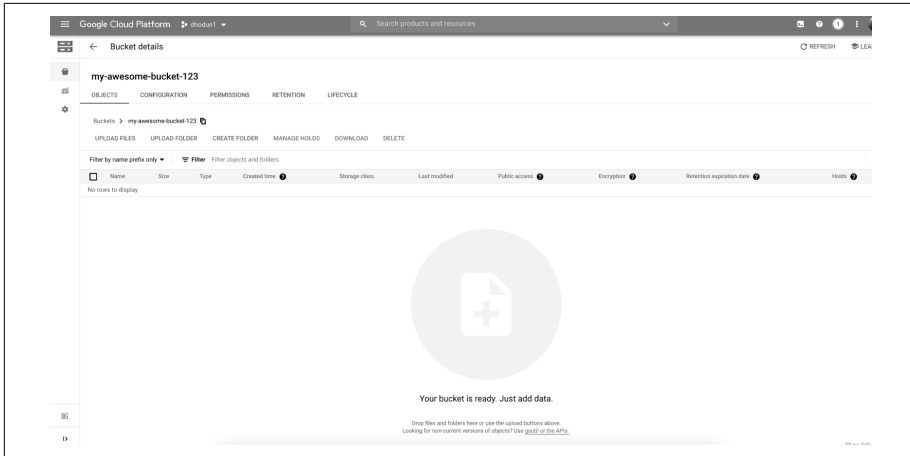 Google Cloud Platform dhodun1 Search products and resources 1
Bucket details REFRESH LEA
my-awesome-bucket-123
OBJECTS CONFIGURATION PERMISSIONS RETENTION LIFECYCLE
Buckets > my-awesome-bucket-123
UPLOAD FILES UPLOAD FOLDER CREATE FOLDER MANAGE HOLDS DOWNLOAD DELETE
Filter by name prefix only Filter Filter objects and folders
Name Size Type Created time Storage class Last modified Public access Encryption Retention expiration date Holds
No rows to display
Your bucket is ready. Just add data.
Drop files and folders here or use the upload buttons above.
Looking for non-current versions of objects? Use gsutil or the APIs.